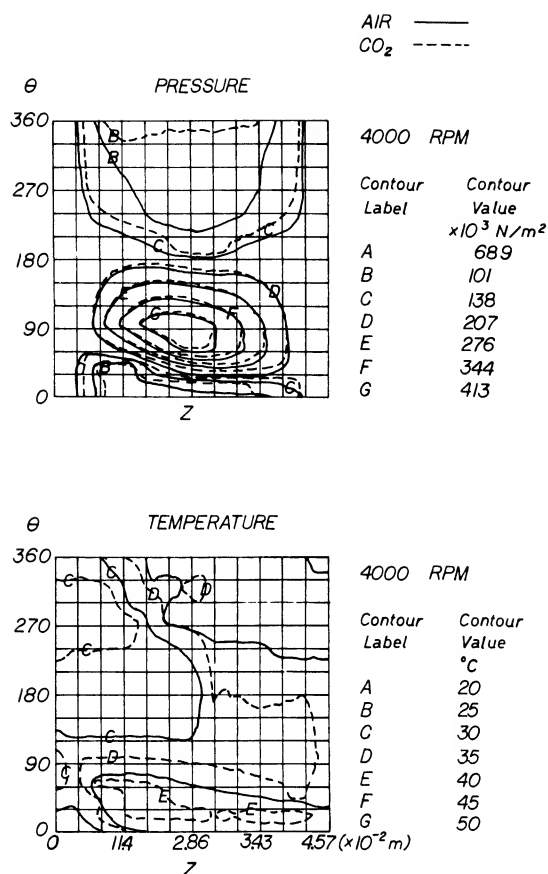 AIR
CO₂
θ PRESSURE
360
270
180
90
0
Z
B
B
C
C
D
E
G
F
B
C
4000 RPM
Contour Contour
Label Value
×10³ N/m²
A 689
B 101
C 138
D 207
E 276
F 344
G 413
θ TEMPERATURE
360
270
180
90
0
0 1.14 2.86 3.43 4.57 (×10⁻² m)
Z
C
C
D
D
C
C
D
C
E
E
4000 RPM
Contour Contour
Label Value
°C
A 20
B 25
C 30
D 35
E 40
F 45
G 50